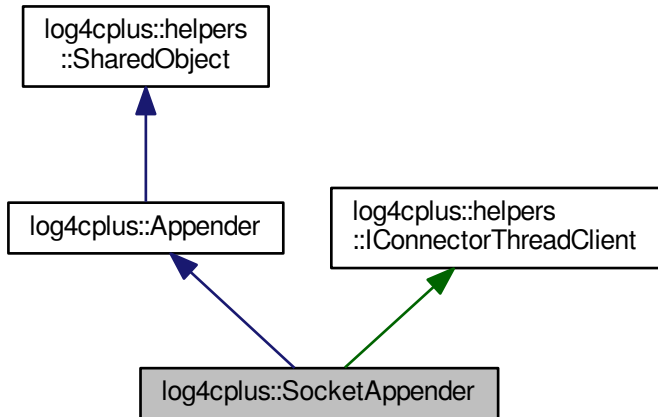 log4cplus::helpers
::SharedObject
log4cplus::Appender
log4cplus::helpers
::IConnectorThreadClient
log4cplus::SocketAppender